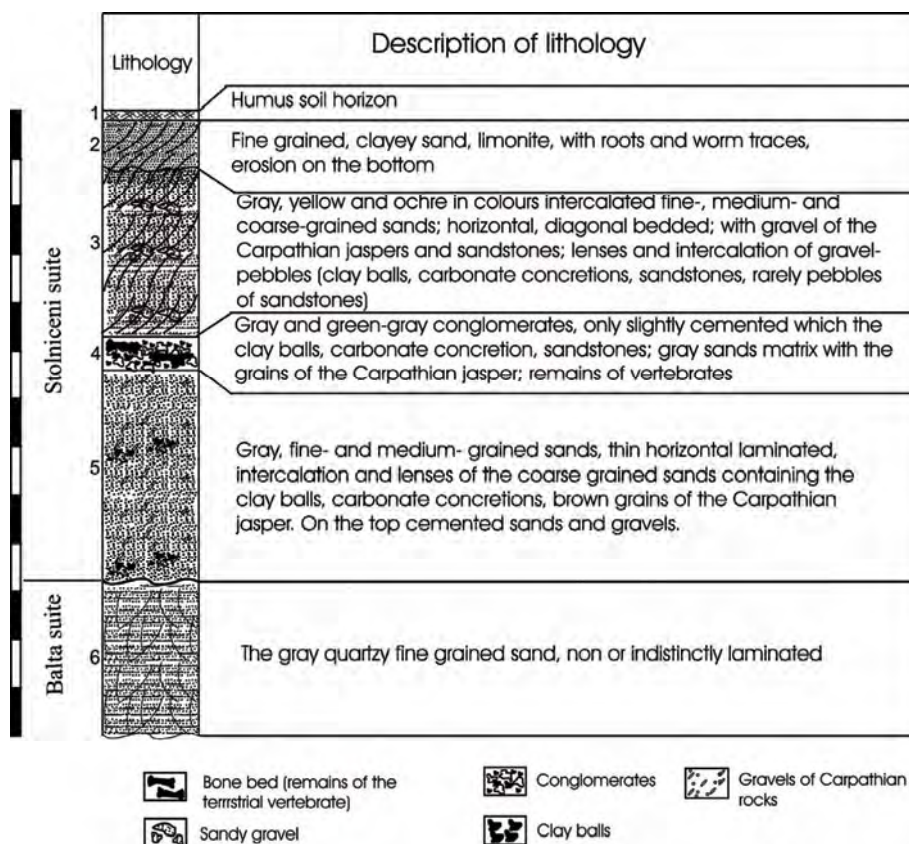 Lithology
Description of lithology
1
Humus soil horizon
2
Fine grained, clayey sand, limonite, with roots and worm traces,
erosion on the bottom
3
Gray, yellow and ochre in colours intercalated fine-, medium- and
coarse-grained sands; horizontal, diagonal bedded; with gravel of the
Carpathian jaspers and sandstones; lenses and intercalation of gravel-
pebbles (clay balls, carbonate concretions, sandstones, rarely pebbles
of sandstones)
4
Gray and green-gray conglomerates, only slightly cemented which the
clay balls, carbonate concretion, sandstones; gray sands matrix with the
grains of the Carpathian jasper; remains of vertebrates
5
Gray, fine- and medium- grained sands, thin horizontal laminated,
intercalation and lenses of the coarse grained sands containing the
clay balls, carbonate concretions, brown grains of the Carpathian
jasper. On the top cemented sands and gravels.
Stolniceni suite
6
The gray quartzy fine grained sand, non or indistinctly laminated
Balta suite
Bone bed (remains of the
terrrstrial vertebrate)
Sandy gravel
Conglomerates
Clay balls
Gravels of Carpathian
rocks